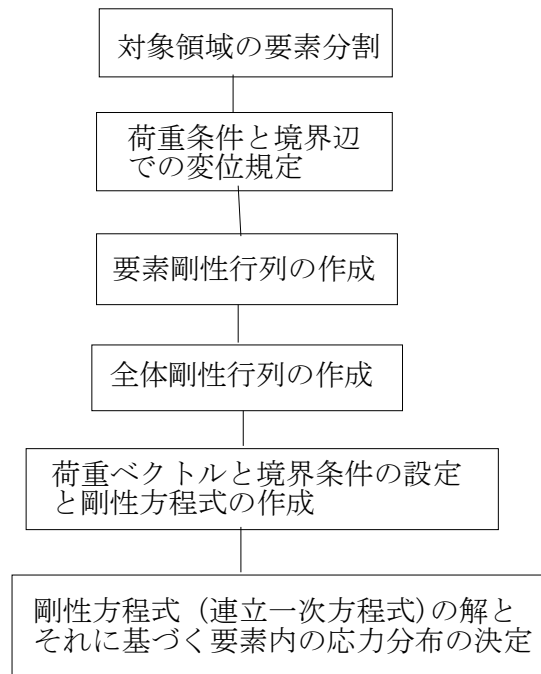 対象領域の要素分割
荷重条件と境界辺
での変位規定
要素剛性行列の作成
全体剛性行列の作成
荷重ベクトルと境界条件の設定
と剛性方程式の作成
剛性方程式 (連立一次方程式)の解と
それに基づく要素内の応力分布の決定